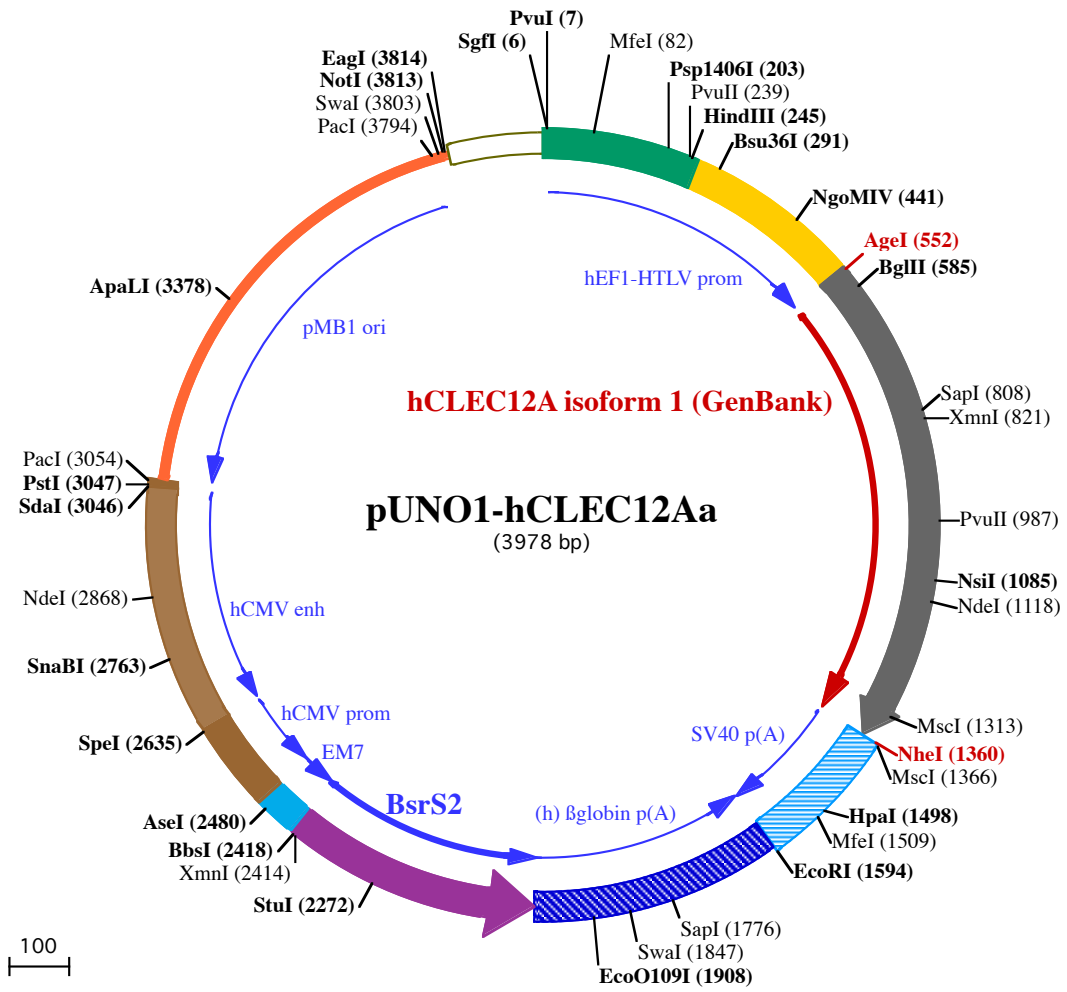 PvuI (7)
SgfI (6)
MfeI (82)
EagI (3814)
Psp1406I (203)
NotI (3813)
PvuII (239)
SwaI (3803)
HindIII (245)
PacI (3794)
Bsu36I (291)
NgoMIV (441)
AgeI (552)
BglII (585)
hEF1-HTLV prom
ApaLI (3378)
pMB1 ori
SapI (808)
hCLEC12A isoform 1 (GenBank)
XmnI (821)
PacI (3054)
PstI (3047)
SdaI (3046)
pUNO1-hCLEC12Aa
(3978 bp)
PvuII (987)
NsiI (1085)
NdeI (2868)
NdeI (1118)
hCMV enh
SnaBI (2763)
hCMV prom
MscI (1313)
SV40 p(A)
SpeI (2635)
EM7
NheI (1360)
MscI (1366)
BsrS2
(h) ßglobin p(A)
HpaI (1498)
AseI (2480)
MfeI (1509)
BbsI (2418)
XmnI (2414)
EcoRI (1594)
StuI (2272)
SapI (1776)
100
SwaI (1847)
EcoO109I (1908)